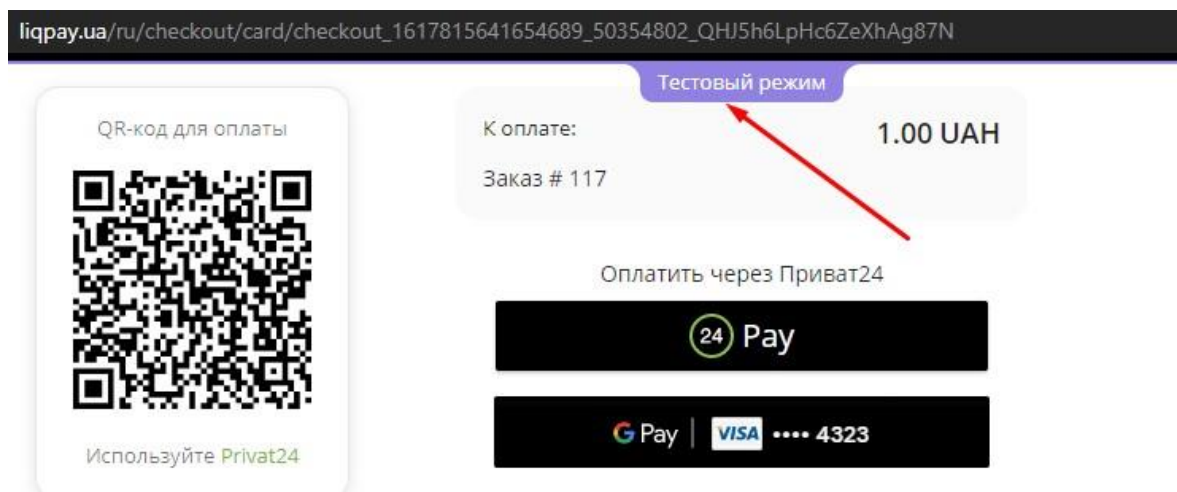 liqpay.ua/ru/checkout/card/checkout_1617815641654689_50354802_QHJ5h6LpHc6ZeXhAg87N
Тестовый режим
QR-код для оплаты
Используйте Privat24
К оплате: 1.00 UAH
Заказ # 117
Оплатить через Приват24
24 Pay
G Pay | VISA •••• 4323